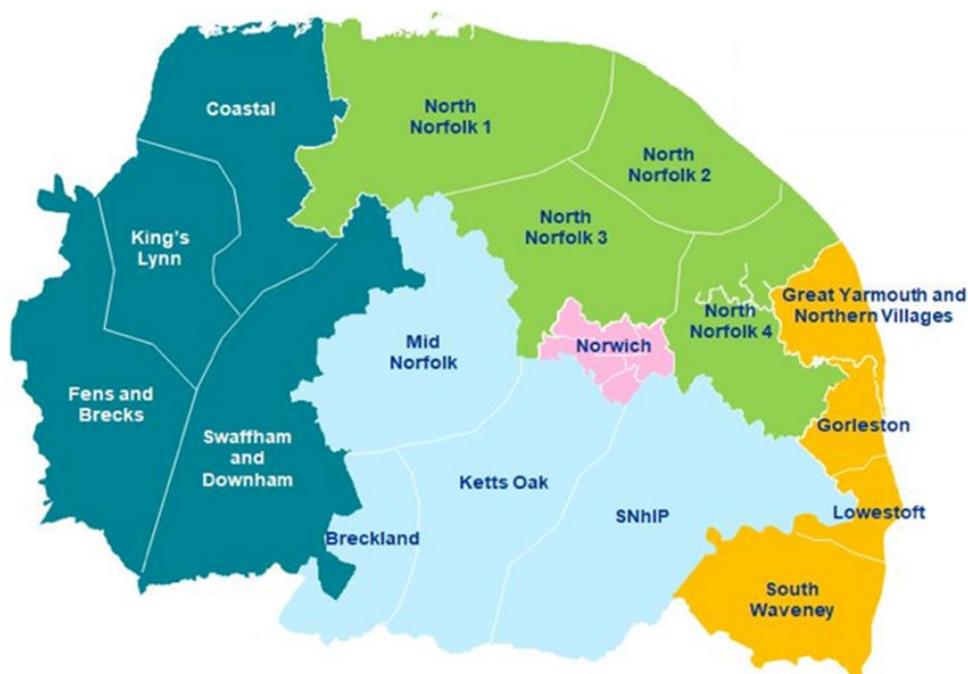 Coastal
North
Norfolk 1
North
Norfolk 2
King's
Lynn
North
Norfolk 3
Great Yarmouth and
Northern Villages
North
Norfolk 4
Mid
Norfolk
Norwich
Fens and
Brecks
Swaffham
and
Downham
Gorleston
Ketts Oak
SNhIP
Lowestoft
Breckland
South
Waveney